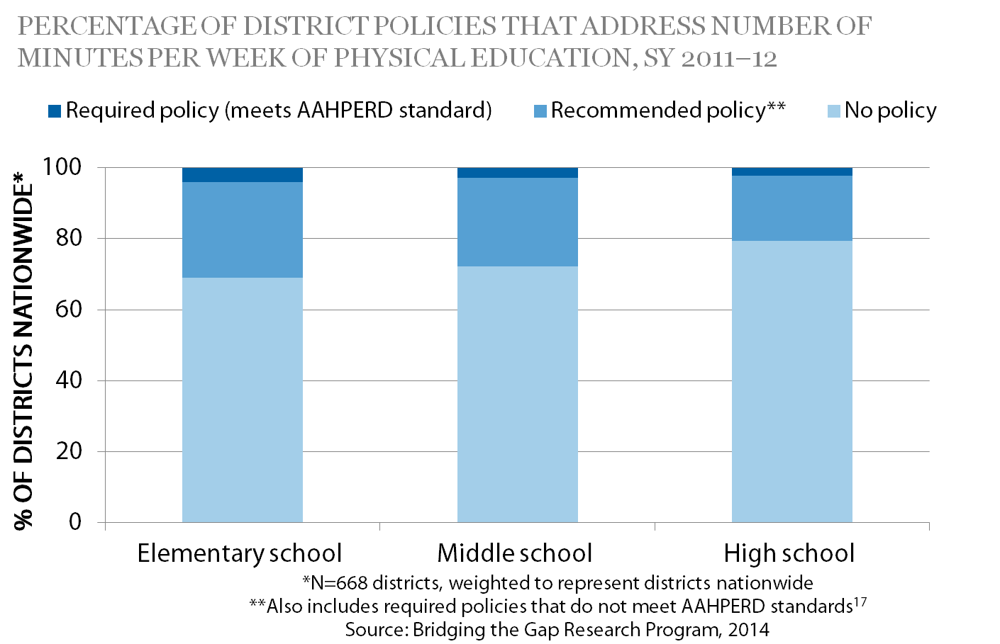 PERCENTAGE OF DISTRICT POLICIES THAT ADDRESS NUMBER OF
MINUTES PER WEEK OF PHYSICAL EDUCATION, SY 2011–12
Required policy (meets AAHPERD standard) Recommended policy** No policy
% OF DISTRICTS NATIONWIDE*
100
80
60
40
20
0
Elementary school Middle school High school
*N=668 districts, weighted to represent districts nationwide
**Also includes required policies that do not meet AAHPERD standards¹⁷
Source: Bridging the Gap Research Program, 2014